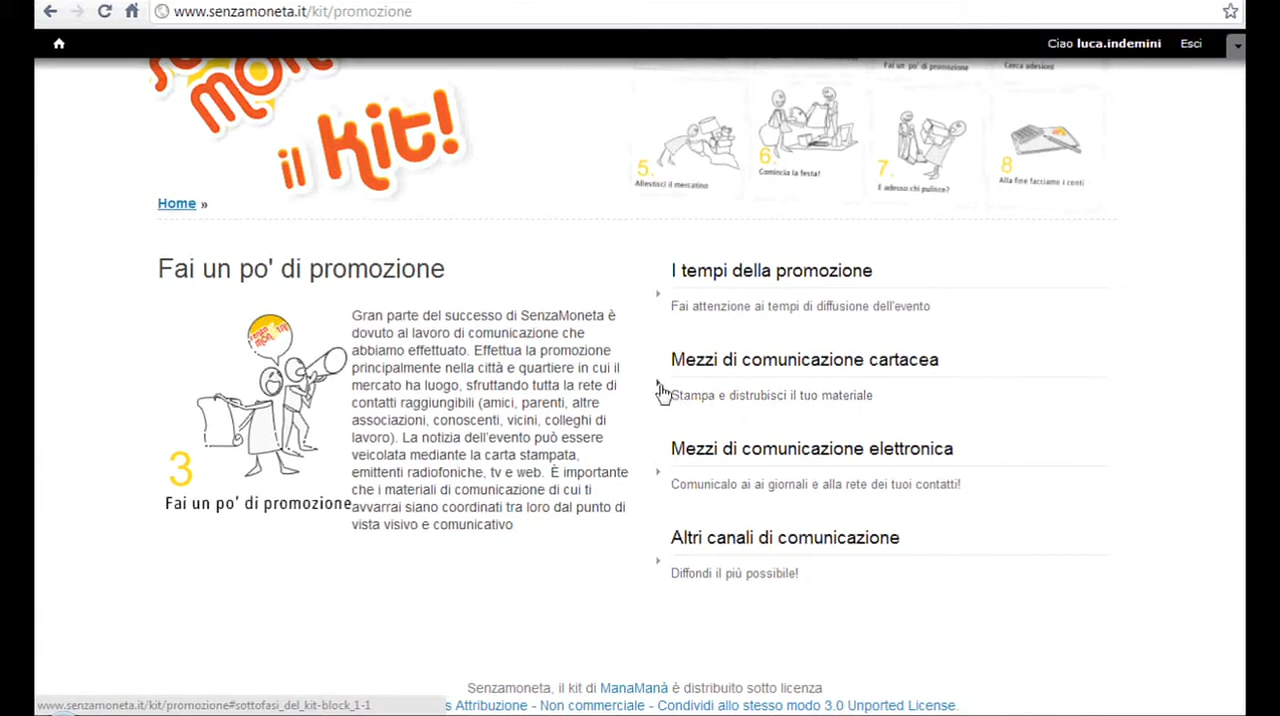 www.senzamoneta.it/kit/promozione
Ciao luca.indemini Esci
il kit!
Fai un po' di promozione
Cerca adesioni
5.
Allestisci il mercatino
6.
Comincia la festa!
7.
E adesso chi pulisce?
8
Alla fine facciamo i conti
Home »
Fai un po' di promozione
3
Fai un po' di promozione
Gran parte del successo di SenzaMoneta è
dovuto al lavoro di comunicazione che
abbiamo effettuato. Effettua la promozione
principalmente nella città e quartiere in cui il
mercato ha luogo, sfruttando tutta la rete di
contatti raggiungibili (amici, parenti, altre
associazioni, conoscenti, vicini, colleghi di
lavoro). La notizia dell'evento può essere
veicolata mediante la carta stampata,
emittenti radiofoniche, tv e web. È importante
che i materiali di comunicazione di cui ti
avvarrai siano coordinati tra loro dal punto di
vista visivo e comunicativo
I tempi della promozione
Fai attenzione ai tempi di diffusione dell'evento
Mezzi di comunicazione cartacea
Stampa e distrubisci il tuo materiale
Mezzi di comunicazione elettronica
Comunicalo ai ai giornali e alla rete dei tuoi contatti!
Altri canali di comunicazione
Diffondi il più possibile!
Senzamoneta, il kit di ManaManà è distribuito sotto licenza
s Attribuzione - Non commerciale - Condividi allo stesso modo 3.0 Unported License.
www.senzamoneta.it/kit/promozione#sottofasi_del_kit-block_1-1